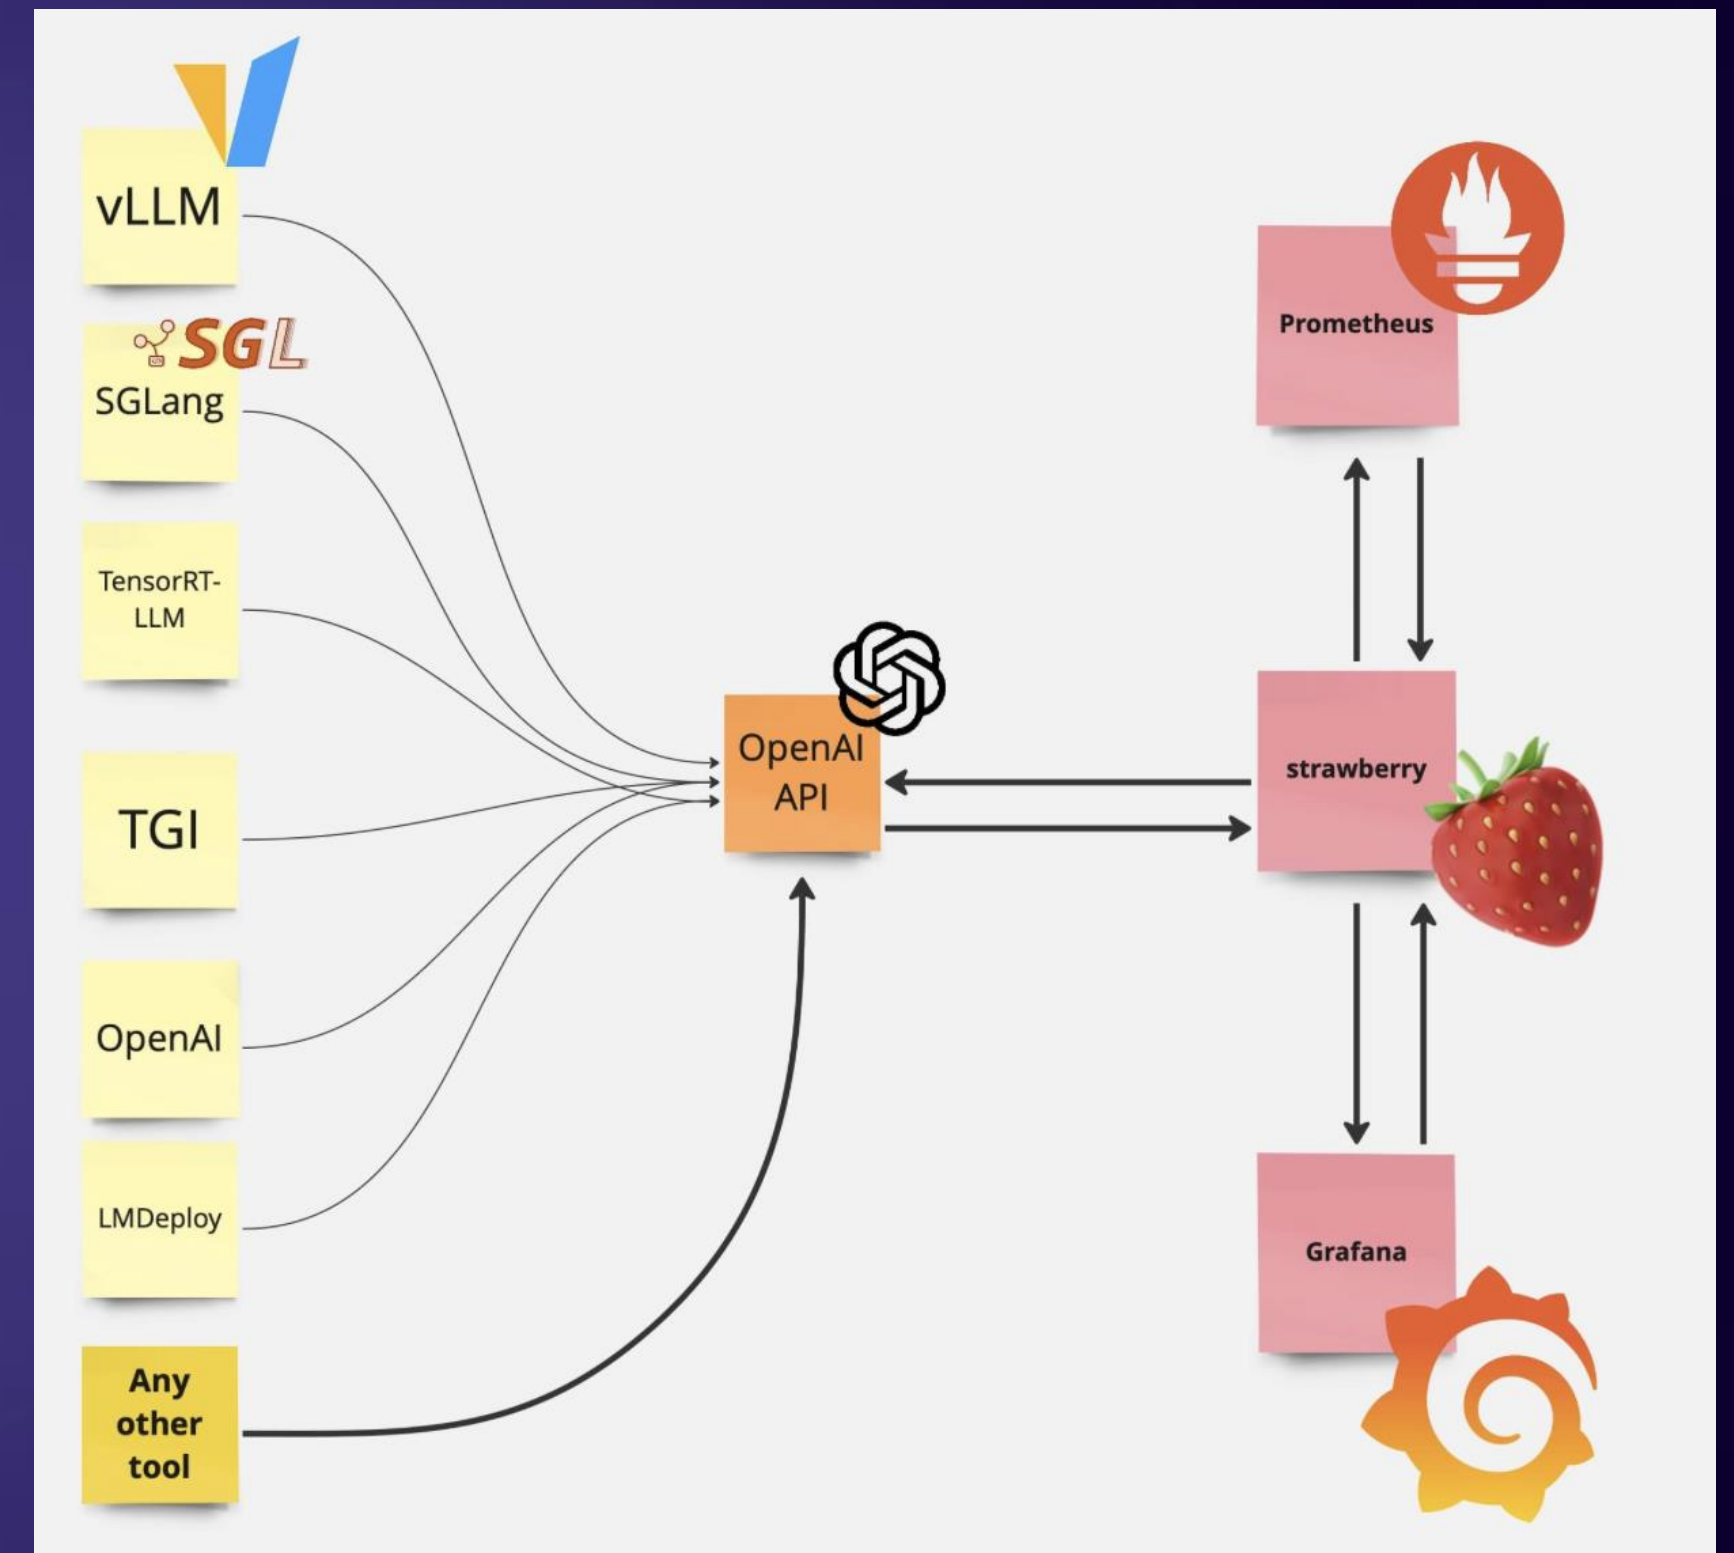 vLLM
SGL
SGLang
TensorRT-
LLM
TGI
OpenAI
LMDeploy
Any
other
tool
OpenAI
API
Prometheus
strawberry
Grafana